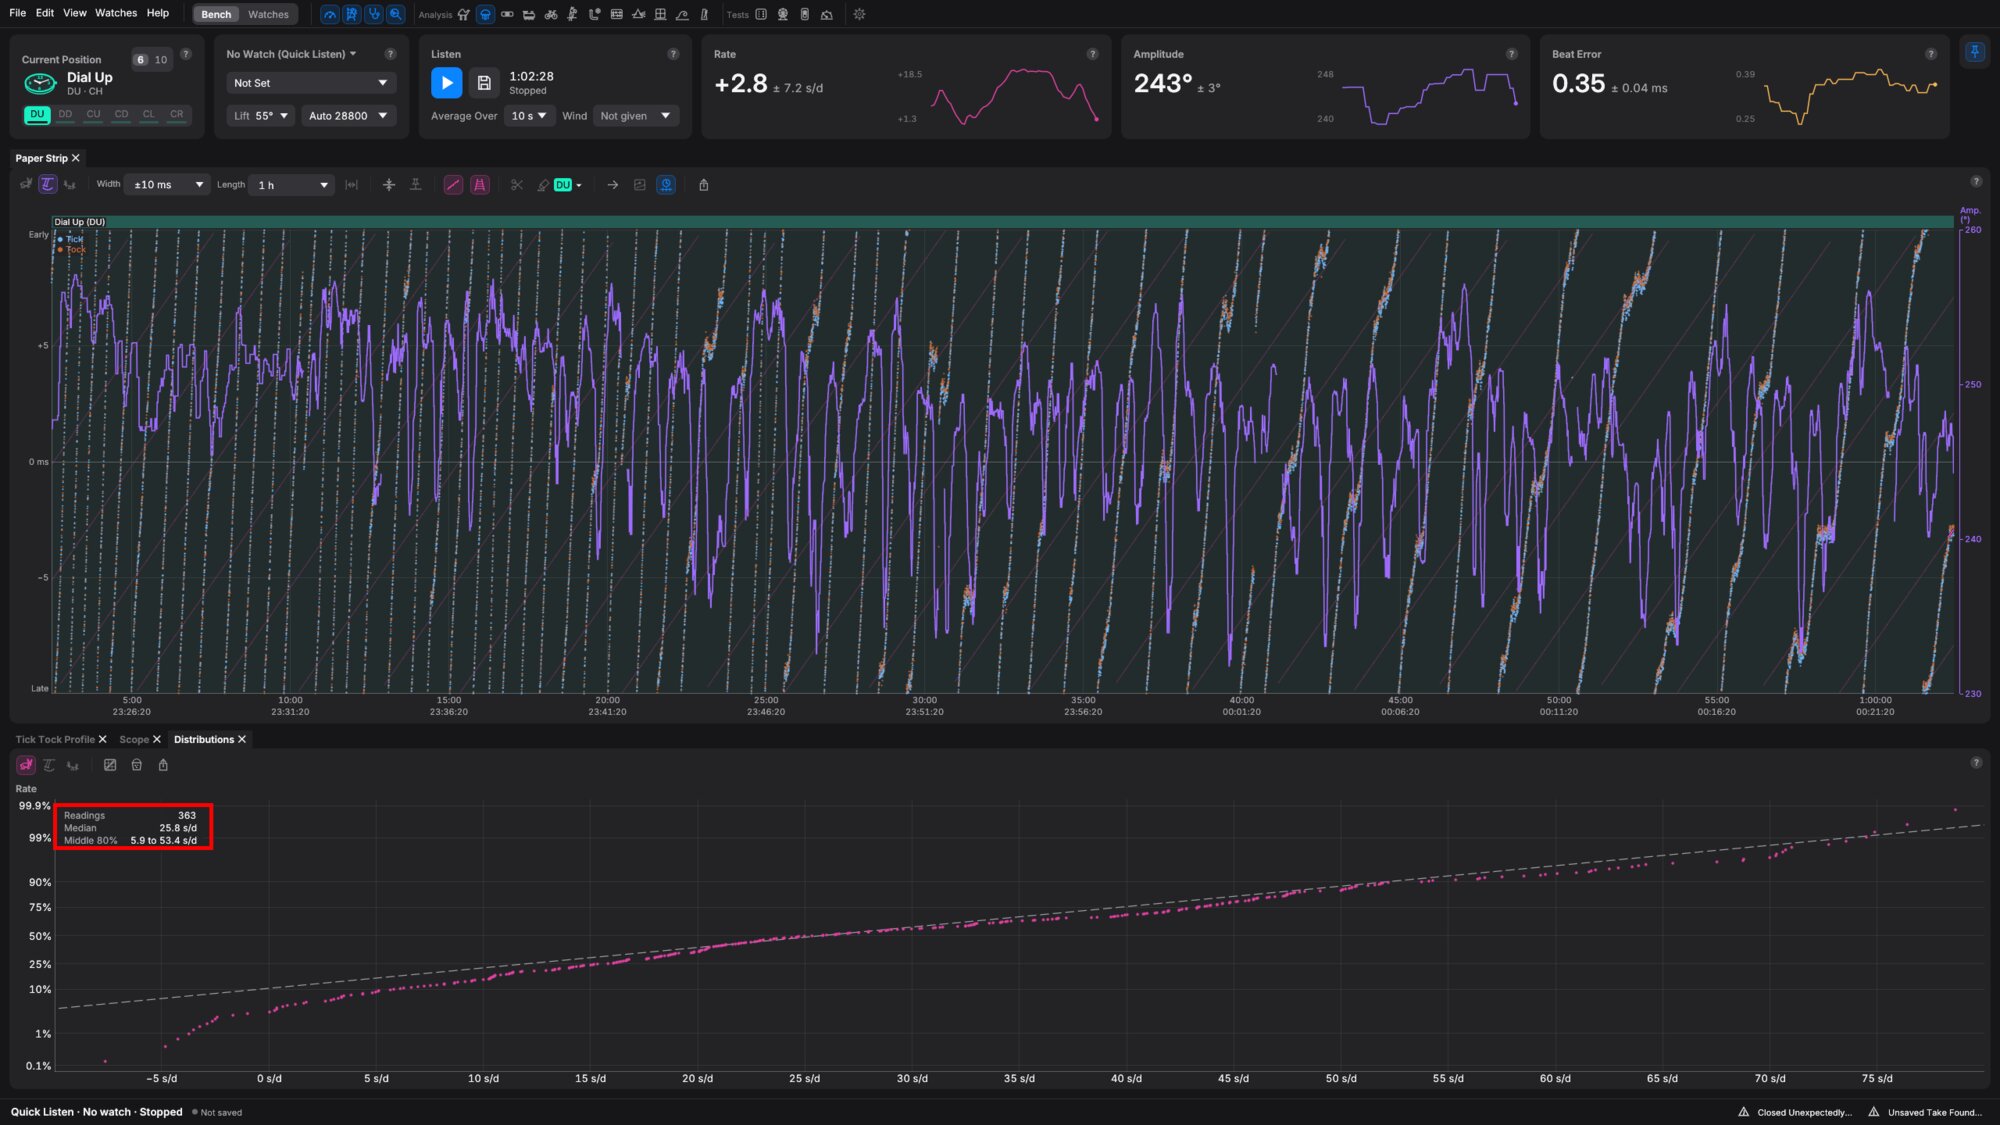 File Edit View Watches Help Bench Watches Analysis Tests
Current Position 6 10 ?
Dial Up
DU · CH
DU DD CU CD CL CR
No Watch (Quick Listen) ?
Not Set
Lift 55° Auto 28800
Listen ?
1:02:28
Stopped
Average Over 10 s Wind Not given
Rate ?
+2.8 ± 7.2 s/d
+18.5
+1.3
Amplitude ?
243° ± 3°
248
240
Beat Error ?
0.35 ± 0.04 ms
0.39
0.25
Paper Strip
Width ±10 ms Length 1 h DU ?
Dial Up (DU)
Tick
Tock
Early
+5
0 ms
−5
Late
Amp.
(°)
260
250
240
230
5:00 10:00 15:00 20:00 25:00 30:00 35:00 40:00 45:00 50:00 55:00 1:00:00
23:26:20 23:31:20 23:36:20 23:41:20 23:46:20 23:51:20 23:56:20 00:01:20 00:06:20 00:11:20 00:16:20 00:21:20
Tick Tock Profile Scope Distributions
?
Rate
Readings 363
Median 25.8 s/d
Middle 80% 5.9 to 53.4 s/d
99.9%
99%
90%
75%
50%
25%
10%
1%
0.1%
−5 s/d 0 s/d 5 s/d 10 s/d 15 s/d 20 s/d 25 s/d 30 s/d 35 s/d 40 s/d 45 s/d 50 s/d 55 s/d 60 s/d 65 s/d 70 s/d 75 s/d
Quick Listen · No watch · Stopped Not saved Closed Unexpectedly... Unsaved Take Found...